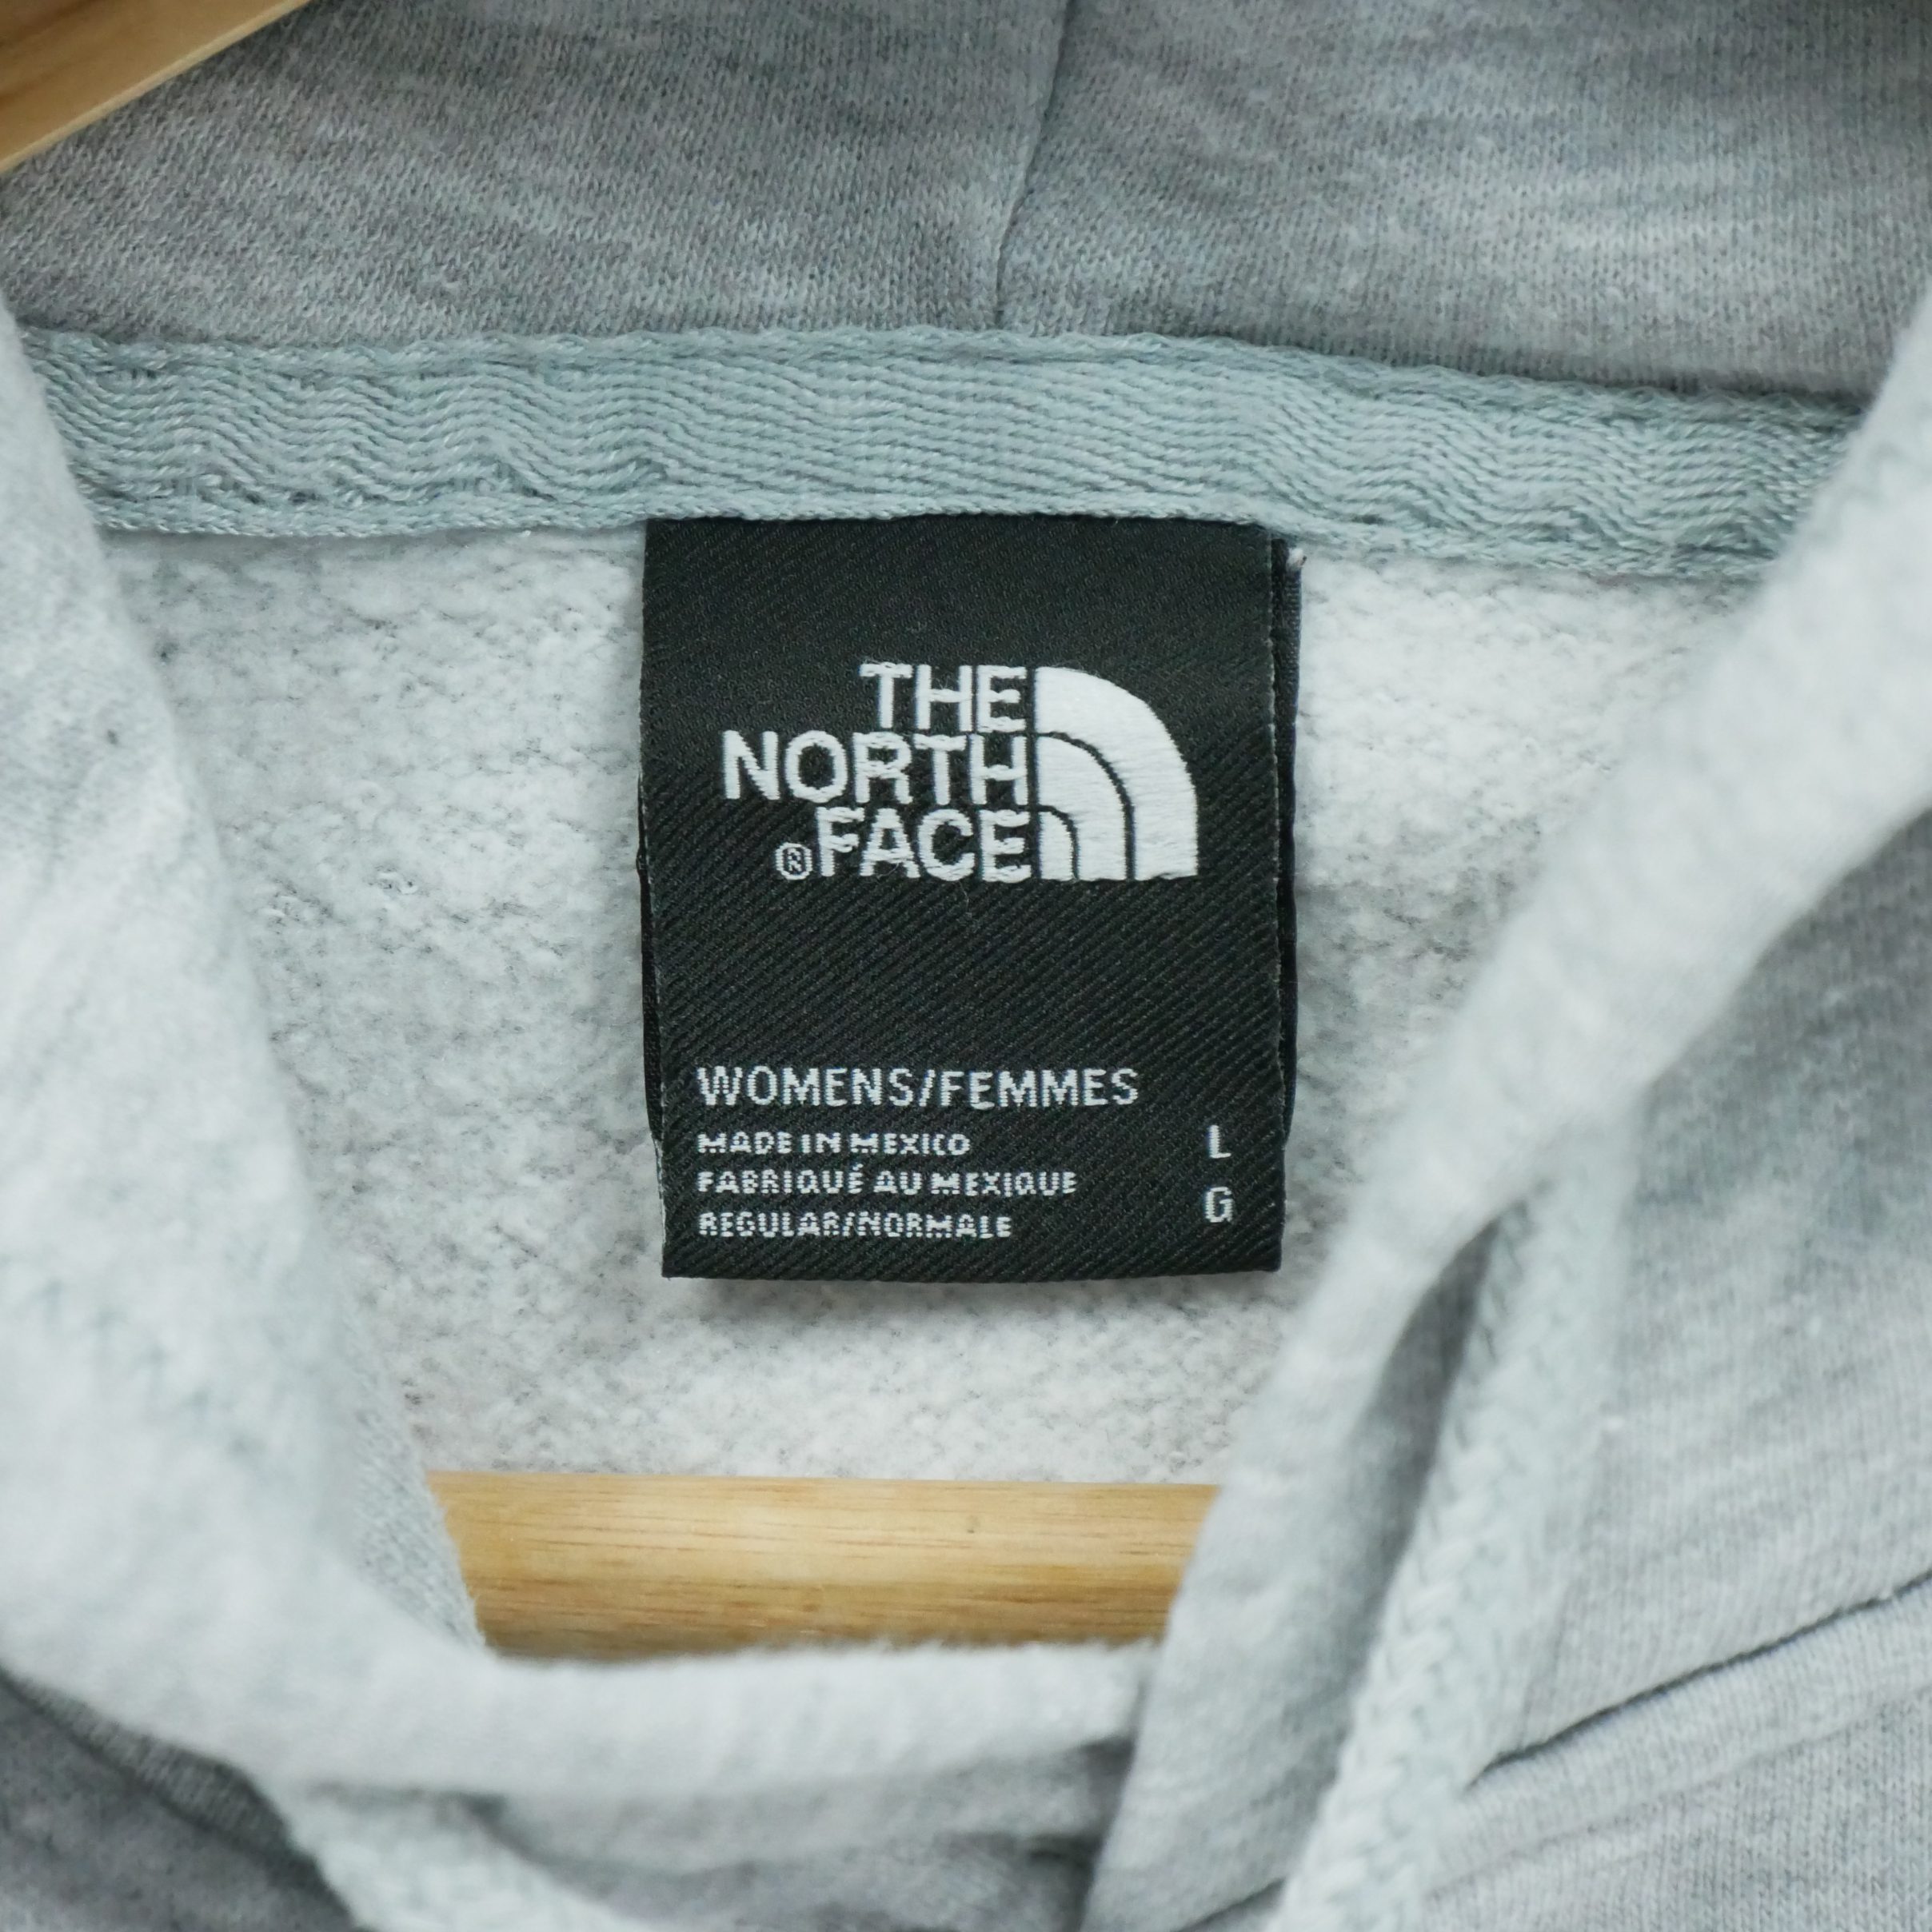 THE
NORTH
®FACE
WOMENS/FEMMES
MADE IN MEXICO L
FABRIQUÉ AU MEXIQUE G
REGULAR/NORMALE